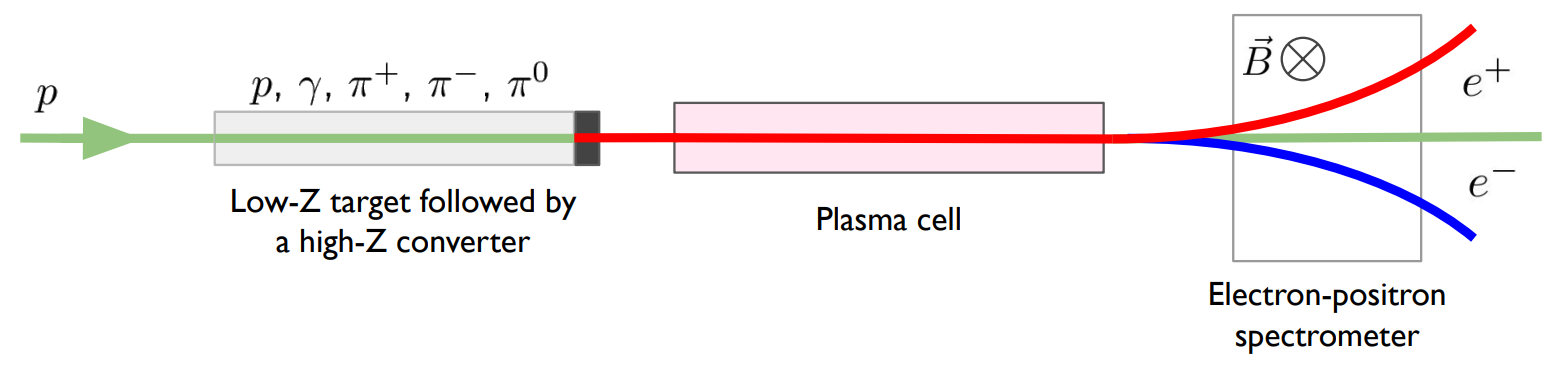 p
p, γ, π⁺, π⁻, π⁰
B⃗
e⁺
e⁻
Low-Z target followed by
a high-Z converter
Plasma cell
Electron-positron
spectrometer